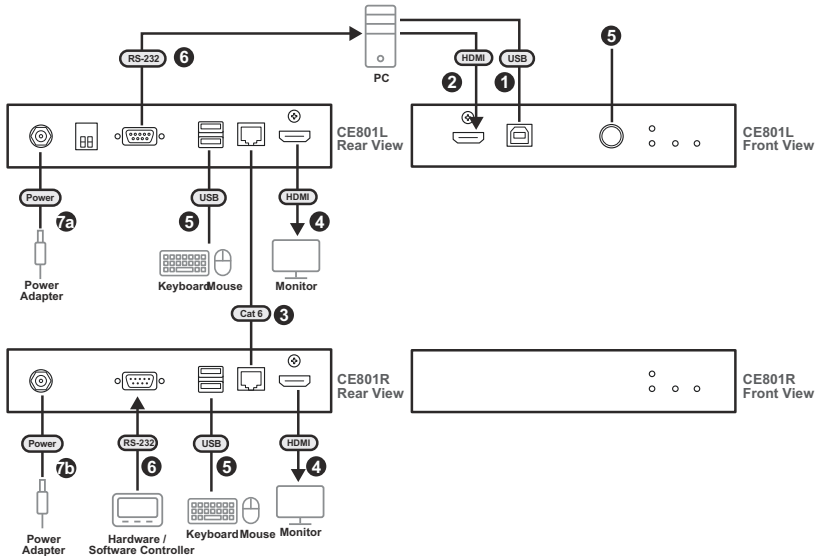 PC
RS-232
6
HDMI
2
USB
1
5
CE801L
Rear View
CE801L
Front View
Power
7a
USB
5
HDMI
4
Power
Adapter
Keyboard
Mouse
Monitor
Cat 6
3
CE801R
Rear View
CE801R
Front View
Power
7b
RS-232
6
USB
5
HDMI
4
Power
Adapter
Hardware /
Software Controller
Keyboard
Mouse
Monitor